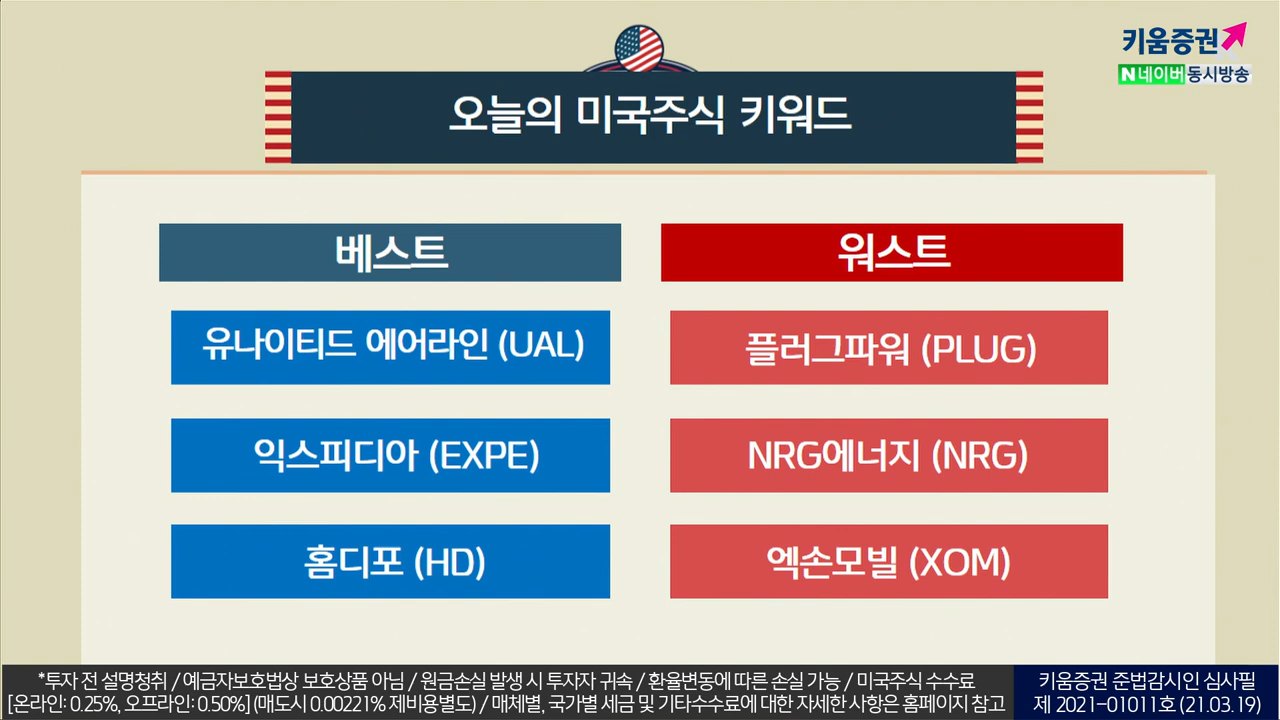 키움증권
N 네이버 동시방송
오늘의 미국주식 키워드
베스트
유나이티드 에어라인 (UAL)
익스피디아 (EXPE)
홈디포 (HD)
워스트
플러그파워 (PLUG)
NRG에너지 (NRG)
엑손모빌 (XOM)
*투자 전 설명청취 / 예금자보호법상 보호상품 아님 / 원금손실 발생 시 투자자 귀속 / 환율변동에 따른 손실 가능 / 미국주식 수수료
[온라인: 0.25%, 오프라인: 0.50%] (매도시 0.00221% 제비용별도) / 매체별, 국가별 세금 및 기타수수료에 대한 자세한 사항은 홈페이지 참고
키움증권 준법감시인 심사필
제 2021-01011호 (21.03.19)